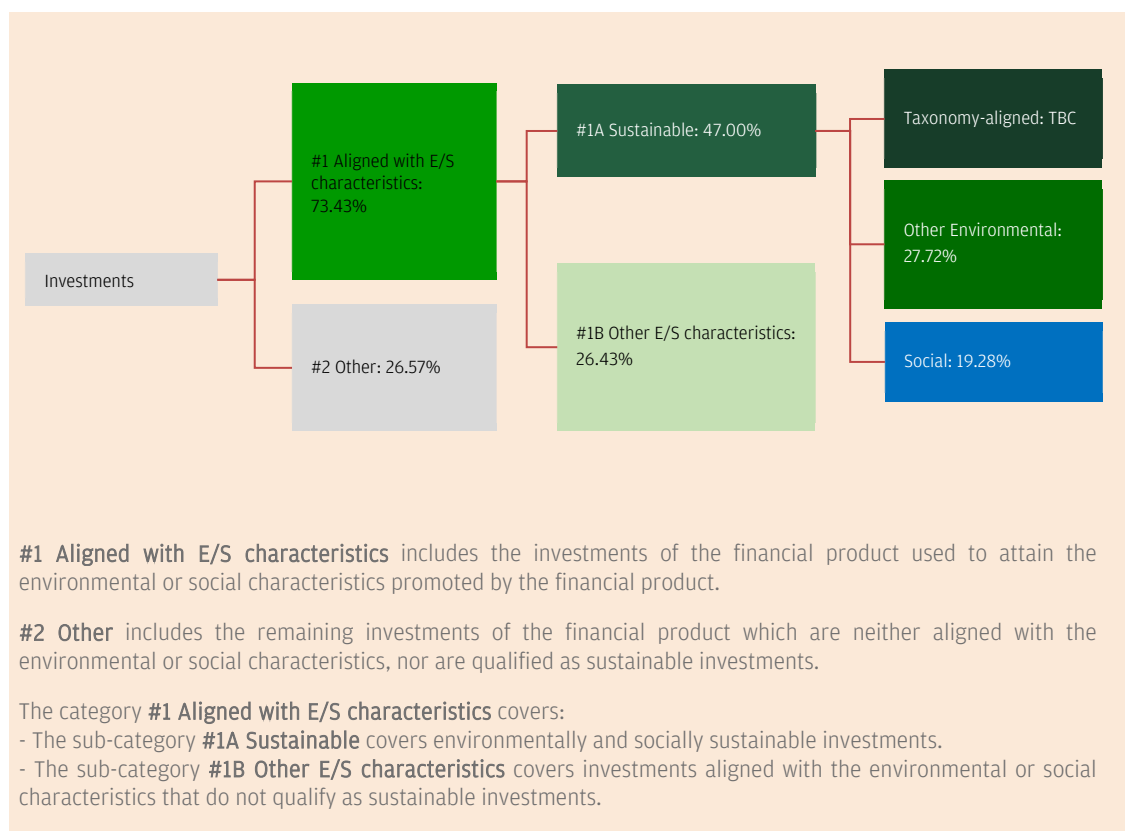 Investments
#1 Aligned with E/S
characteristics:
73.43%
#2 Other: 26.57%
#1A Sustainable: 47.00%
#1B Other E/S characteristics:
26.43%
Taxonomy-aligned: TBC
Other Environmental:
27.72%
Social: 19.28%
#1 Aligned with E/S characteristics includes the investments of the financial product used to attain the
environmental or social characteristics promoted by the financial product.
#2 Other includes the remaining investments of the financial product which are neither aligned with the
environmental or social characteristics, nor are qualified as sustainable investments.
The category #1 Aligned with E/S characteristics covers:
- The sub-category #1A Sustainable covers environmentally and socially sustainable investments.
- The sub-category #1B Other E/S characteristics covers investments aligned with the environmental or social
characteristics that do not qualify as sustainable investments.